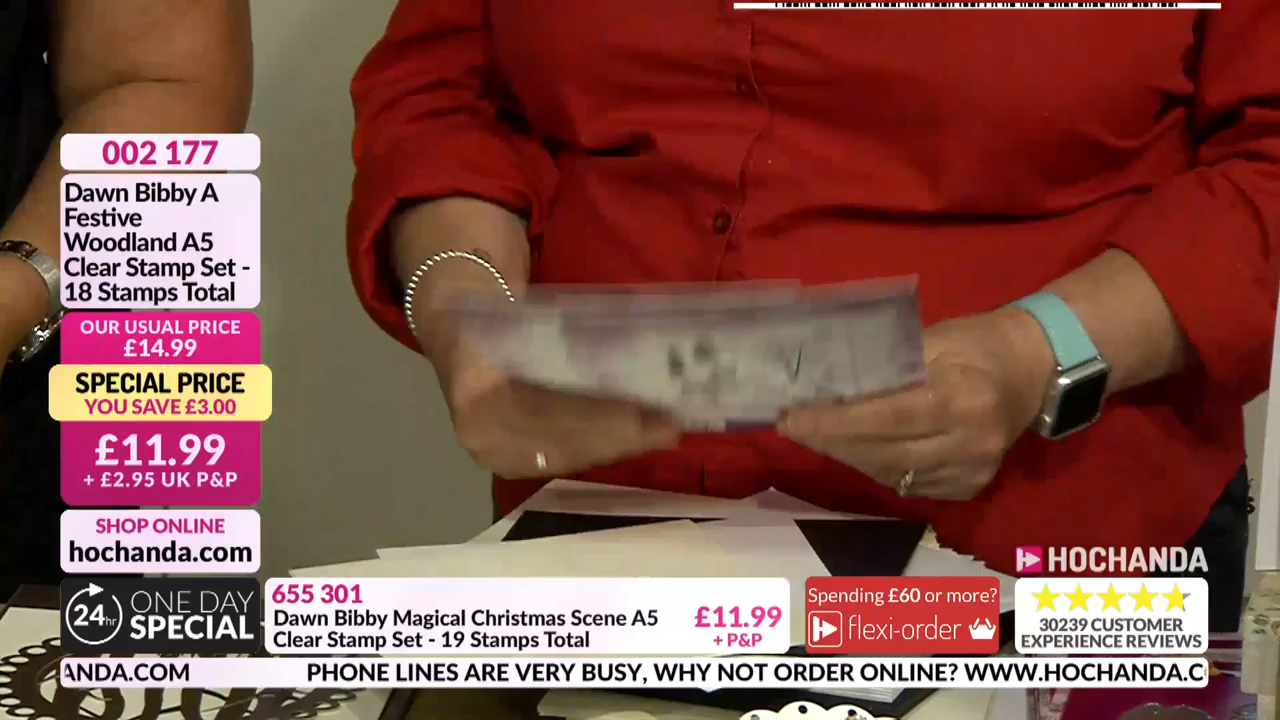 002 177
Dawn Bibby A
Festive
Woodland A5
Clear Stamp Set -
18 Stamps Total
OUR USUAL PRICE
£14.99
SPECIAL PRICE
YOU SAVE £3.00
£11.99
+ £2.95 UK P&P
SHOP ONLINE
hochanda.com
24hr
ONE DAY
SPECIAL
655 301
Dawn Bibby Magical Christmas Scene A5
Clear Stamp Set - 19 Stamps Total
£11.99
+ P&P
Spending £60 or more?
flexi-order
HOCHANDA
30239 CUSTOMER
EXPERIENCE REVIEWS
ANDA.COM PHONE LINES ARE VERY BUSY, WHY NOT ORDER ONLINE? WWW.HOCHANDA.C